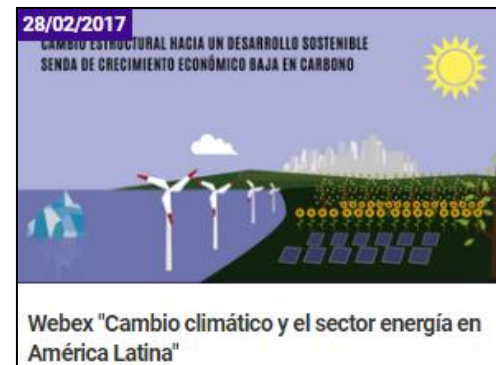 28/02/2017
CAMBIO ESTRUCTURAL HACIA UN DESARROLLO SOSTENIBLE
SENDA DE CRECIMIENTO ECONÓMICO BAJA EN CARBONO
Webex "Cambio climático y el sector energía en
América Latina"